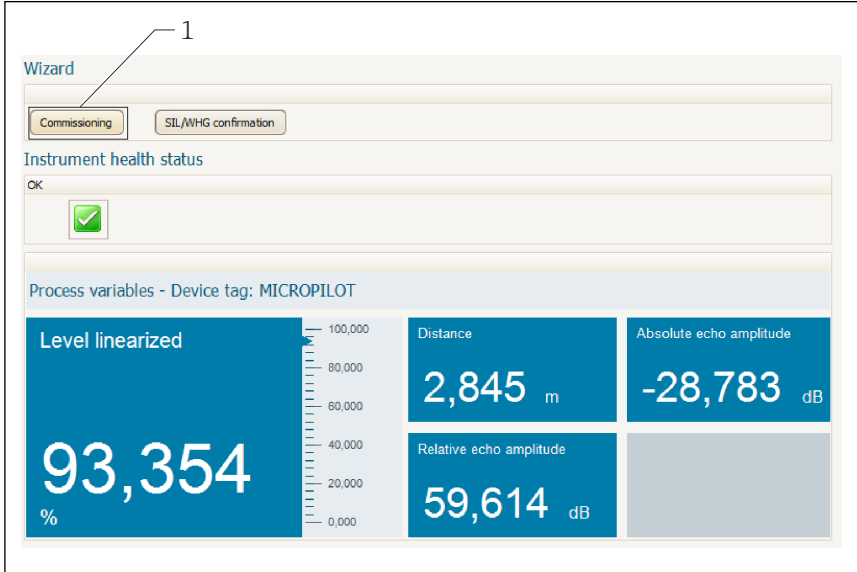 1
Wizard
Commissioning
SIL/WHG confirmation
Instrument health status
OK
Process variables - Device tag: MICROPILOT
Level linearized
93,354
%
100,000
80,000
60,000
40,000
20,000
0,000
Distance
2,845 m
Absolute echo amplitude
-28,783 dB
Relative echo amplitude
59,614 dB